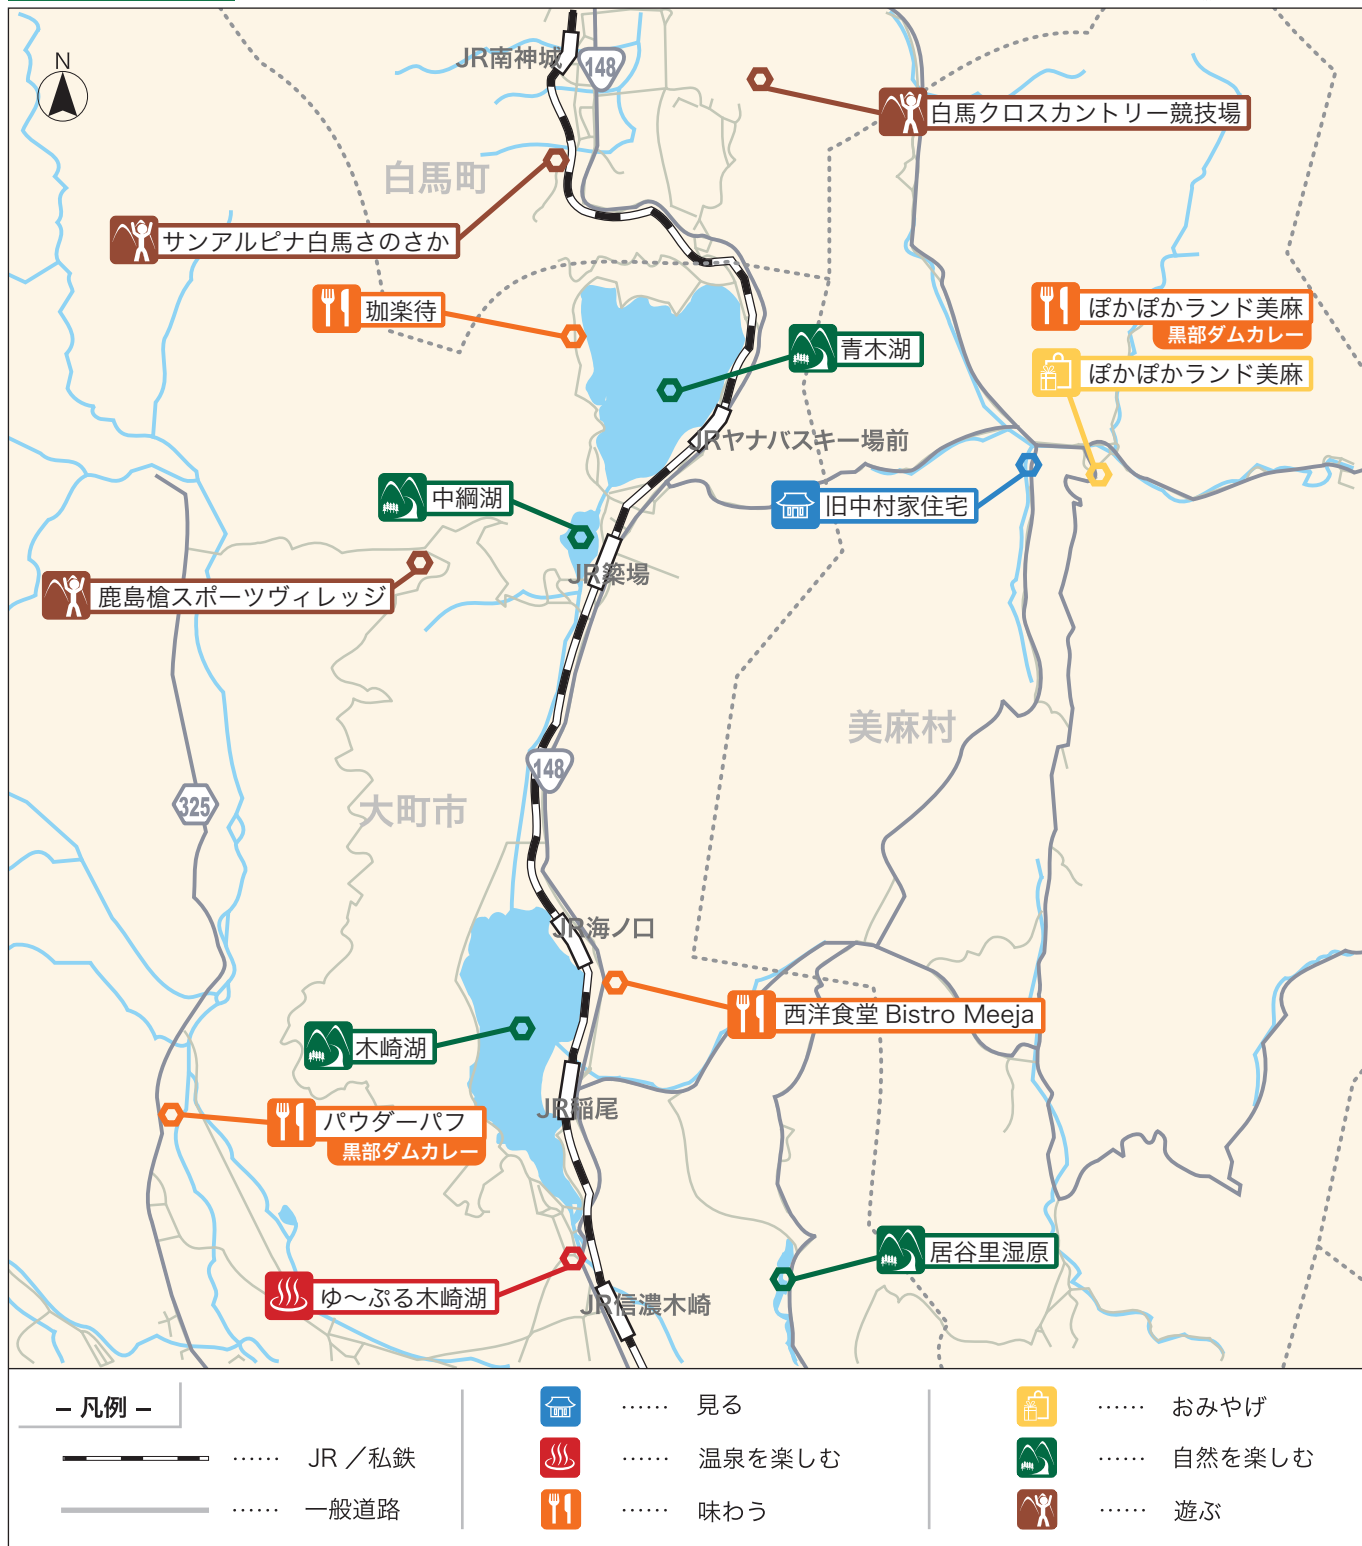 N
JR南神城
148
白馬クロスカントリー競技場
白馬町
サンアルピナ白馬さのさか
珈楽待
ぽかぽかランド美麻
黒部ダムカレー
青木湖
ぽかぽかランド美麻
JRヤナバスキー場前
中綱湖
旧中村家住宅
JR簗場
鹿島槍スポーツヴィレッジ
美麻村
148
325
大町市
JR海ノ口
西洋食堂 Bistro Meeja
木崎湖
JR稲尾
パウダーパフ
黒部ダムカレー
居谷里湿原
ゆ〜ぷる木崎湖
JR信濃木崎
– 凡例 –
JR ／私鉄
一般道路
見る
温泉を楽しむ
味わう
おみやげ
自然を楽しむ
遊ぶ